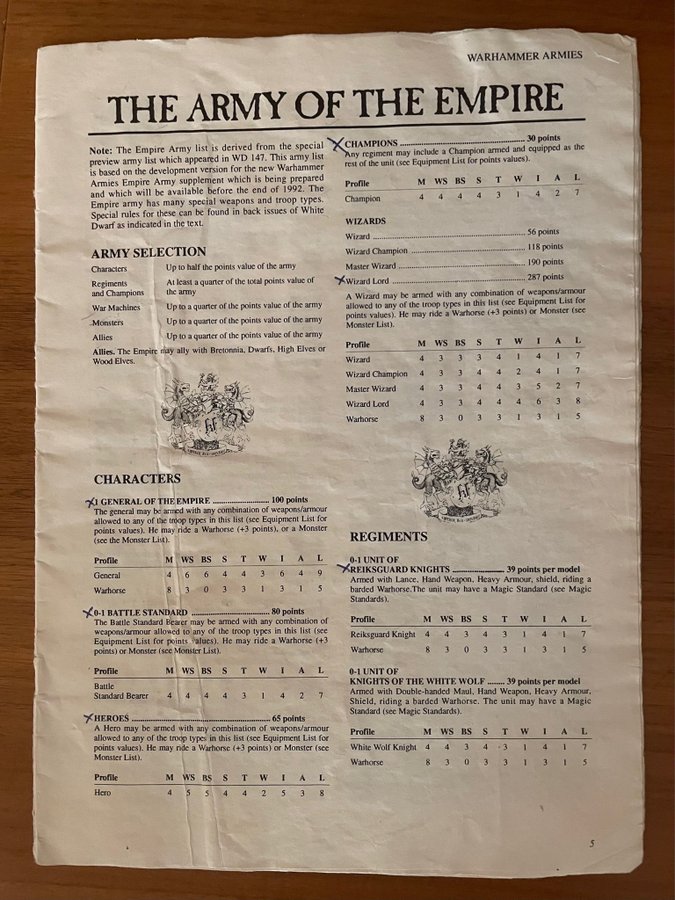 WARHAMMER ARMIES
THE ARMY OF THE EMPIRE
Note: The Empire Army list is derived from the special
preview army list which appeared in WD 147. This army list
is based on the development version for the new Warhammer
Armies Empire Army supplement which is being prepared
and which will be available before the end of 1992. The
Empire army has many special weapons and troop types.
Special rules for these can be found in back issues of White
Dwarf as indicated in the text.
ARMY SELECTION
Characters Up to half the points value of the army
Regiments At least a quarter of the total points value of
and Champions the army
War Machines Up to a quarter of the points value of the army
Monsters Up to a quarter of the points value of the army
Allies Up to a quarter of the points value of the army
Allies. The Empire may ally with Bretonnia, Dwarfs, High Elves or
Wood Elves.
CHARACTERS
1 GENERAL OF THE EMPIRE ........................ 100 points
The general may be armed with any combination of weapons/armour
allowed to any of the troop types in this list (see Equipment List for
points values). He may ride a Warhorse (+3 points), or a Monster
(see the Monster List).
Profile M WS BS S T W I A L
General 4 6 6 4 4 3 6 4 9
Warhorse 8 3 0 3 3 1 3 1 5
0-1 BATTLE STANDARD ........................ 80 points
The Battle Standard Bearer may be armed with any combination of
weapons/armour allowed to any of the troop types in this list (see
Equipment List for points values). He may ride a Warhorse (+3
points) or Monster (see Monster List).
Profile M WS BS S T W I A L
Battle
Standard Bearer 4 4 4 4 3 1 4 2 7
HEROES ........................ 65 points
A Hero may be armed with any combination of weapons/armour
allowed to any of the troop types in this list (see Equipment List for
points values). He may ride a Warhorse (+3 points) or Monster (see
Monster List).
Profile M WS BS S T W I A L
Hero 4 5 5 4 4 2 5 3 8
CHAMPIONS ........................ 30 points
Any regiment may include a Champion armed and equipped as the
rest of the unit (see Equipment List for points values).
Profile M WS BS S T W I A L
Champion 4 4 4 4 3 1 4 2 7
WIZARDS
Wizard ........................ 56 points
Wizard Champion ........................ 118 points
Master Wizard ........................ 190 points
Wizard Lord ........................ 287 points
A Wizard may be armed with any combination of weapons/armour
allowed to any of the troop types in this list (see Equipment List for
points values). He may ride a Warhorse (+3 points) or Monster (see
Monster List).
Profile M WS BS S T W I A L
Wizard 4 3 3 3 4 1 4 1 7
Wizard Champion 4 3 3 4 4 2 4 1 7
Master Wizard 4 3 3 4 4 3 5 2 7
Wizard Lord 4 3 3 4 4 4 6 3 8
Warhorse 8 3 0 3 3 1 3 1 5
REGIMENTS
0-1 UNIT OF
REIKSGUARD KNIGHTS ........................ 39 points per model
Armed with Lance, Hand Weapon, Heavy Armour, shield, riding a
barded Warhorse.The unit may have a Magic Standard (see Magic
Standards).
Profile M WS BS S T W I A L
Reiksguard Knight 4 4 3 4 3 1 4 1 7
Warhorse 8 3 0 3 3 1 3 1 5
0-1 UNIT OF
KNIGHTS OF THE WHITE WOLF ........ 39 points per model
Armed with Double-handed Maul, Hand Weapon, Heavy Armour,
Shield, riding a barded Warhorse. The unit may have a Magic
Standard (see Magic Standards).
Profile M WS BS S T W I A L
White Wolf Knight 4 4 3 4 3 1 4 1 7
Warhorse 8 3 0 3 3 1 3 1 5
5